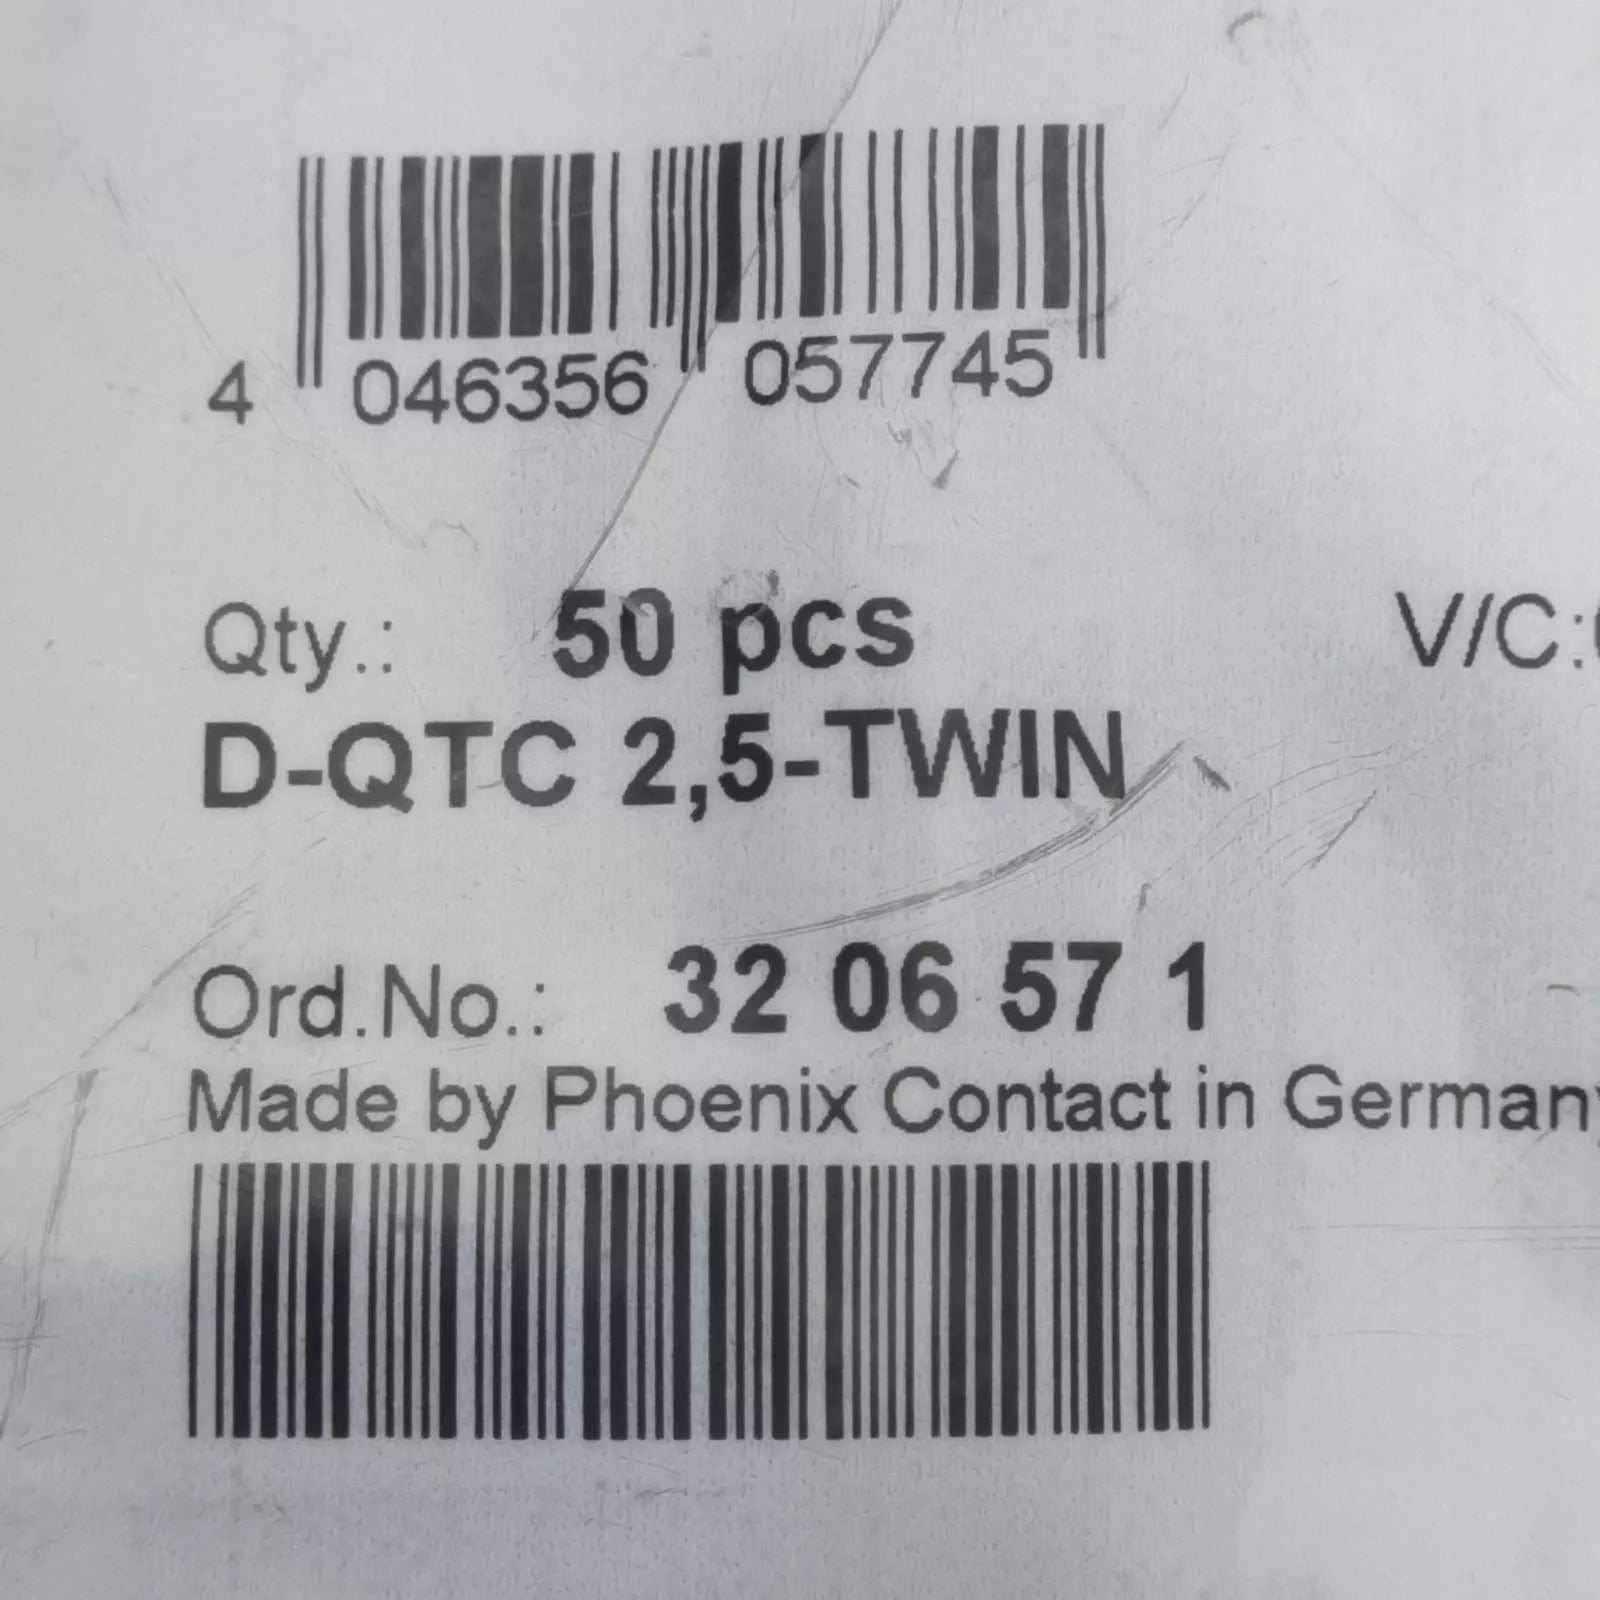 4 046356 057745
Qty.: 50 pcs V/C:
D-QTC 2,5-TWIN
Ord.No.: 32 06 57 1
Made by Phoenix Contact in Germany